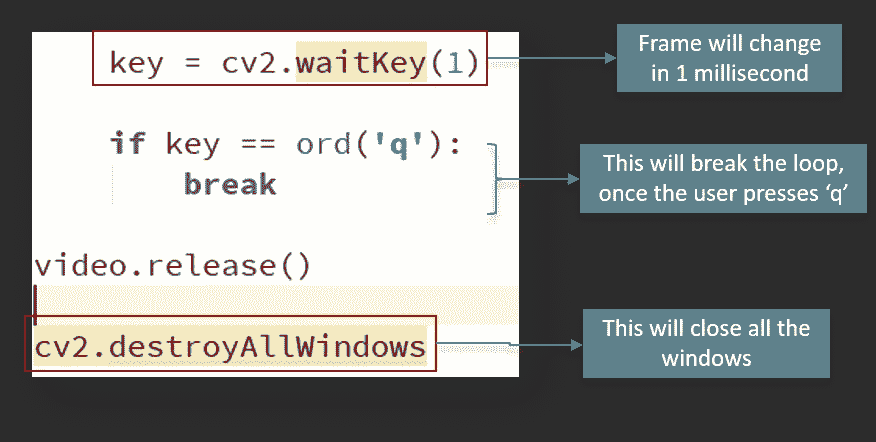 key = cv2.waitKey(1)
Frame will change
in 1 millisecond
if key == ord('q'):
break
This will break the loop,
once the user presses ‘q’
video.release()
cv2.destroyAllWindows
This will close all the
windows